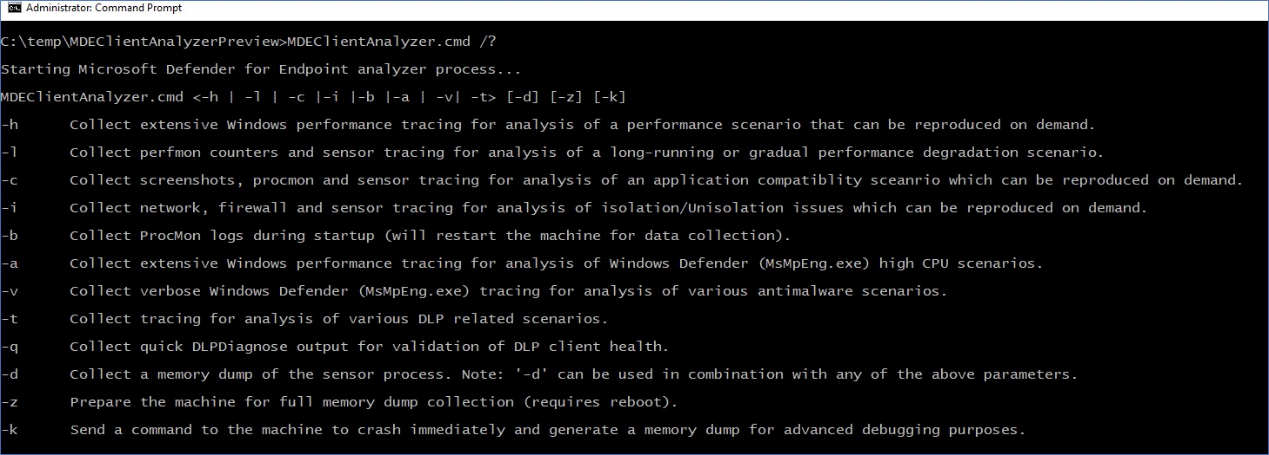 Administrator: Command Prompt
C:\temp\MDEClientAnalyzerPreview>MDEClientAnalyzer.cmd /?
Starting Microsoft Defender for Endpoint analyzer process...
MDEClientAnalyzer.cmd <-h | -l | -c |-i |-b |-a | -v| -t> [-d] [-z] [-k]
-h Collect extensive Windows performance tracing for analysis of a performance scenario that can be reproduced on demand.
-l Collect perfmon counters and sensor tracing for analysis of a long-running or gradual performance degradation scenario.
-c Collect screenshots, procmon and sensor tracing for analysis of an application compatiblity sceanrio which can be reproduced on demand.
-i Collect network, firewall and sensor tracing for analysis of isolation/Unisolation issues which can be reproduced on demand.
-b Collect ProcMon logs during startup (will restart the machine for data collection).
-a Collect extensive Windows performance tracing for analysis of Windows Defender (MsMpEng.exe) high CPU scenarios.
-v Collect verbose Windows Defender (MsMpEng.exe) tracing for analysis of various antimalware scenarios.
-t Collect tracing for analysis of various DLP related scenarios.
-q Collect quick DLPDiagnose output for validation of DLP client health.
-d Collect a memory dump of the sensor process. Note: '-d' can be used in combination with any of the above parameters.
-z Prepare the machine for full memory dump collection (requires reboot).
-k Send a command to the machine to crash immediately and generate a memory dump for advanced debugging purposes.